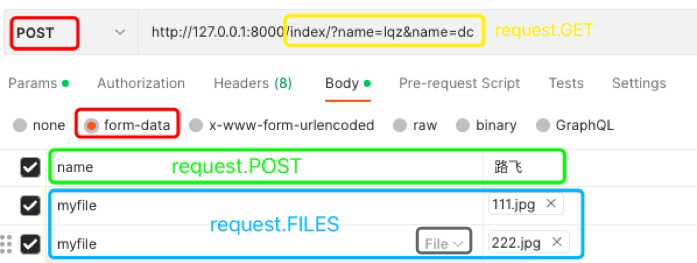 POST http://127.0.0.1:8000/index/?name=lqz&name=dc request.GET
Params Authorization Headers (8) Body Pre-request Script Tests Settings
none form-data x-www-form-urlencoded raw binary GraphQL
name request.POST 路飞
myfile 111.jpg ×
request.FILES
myfile File 222.jpg ×